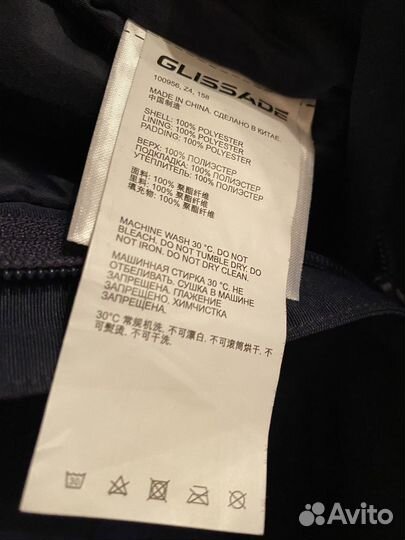 GLISSADE
100956, Z4, 158
MADE IN CHINA. СДЕЛАНО В КИТАЕ.
中国制造
SHELL: 100% POLYESTER
LINING: 100% POLYESTER
PADDING: 100% POLYESTER
ВЕРХ: 100% ПОЛИЭСТЕР
ПОДКЛАДКА: 100% ПОЛИЭСТЕР
УТЕПЛИТЕЛЬ: 100% ПОЛИЭСТЕР
面料: 100% 聚酯纤维
里料: 100% 聚酯纤维
填充物: 100% 聚酯纤维
MACHINE WASH 30 °C. DO NOT
BLEACH. DO NOT TUMBLE DRY, DO
NOT IRON. DO NOT DRY CLEAN.
МАШИННАЯ СТИРКА 30 °C. НЕ
ОТБЕЛИВАТЬ. СУШКА В МАШИНЕ
ЗАПРЕЩЕНА. ГЛАЖЕНИЕ
ЗАПРЕЩЕНО. ХИМЧИСТКА
ЗАПРЕЩЕНА.
30°C 常规机洗, 不可漂白, 不可滚筒烘干, 不
可熨烫, 不可干洗.
30
Avito